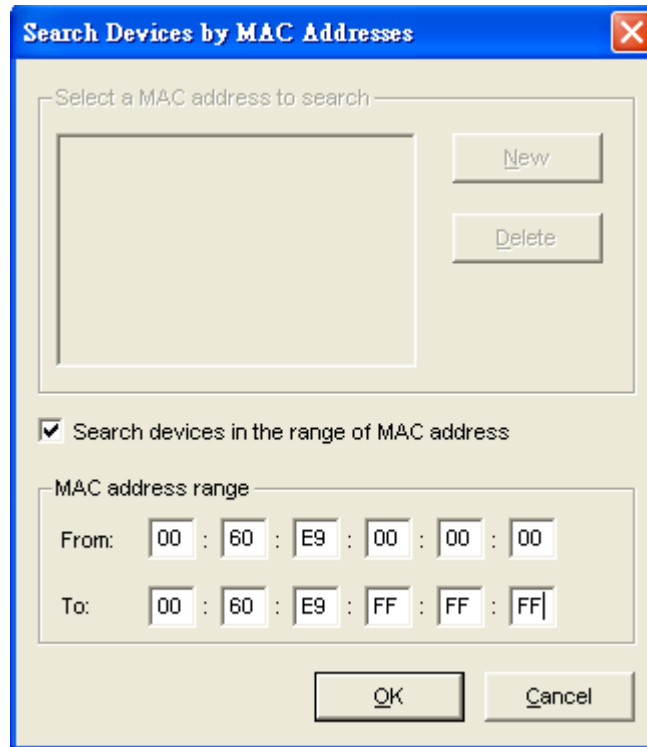 Search Devices by MAC Addresses
Select a MAC address to search
New
Delete
Search devices in the range of MAC address
MAC address range
From: 00 : 60 : E9 : 00 : 00 : 00
To: 00 : 60 : E9 : FF : FF : FF
OK Cancel